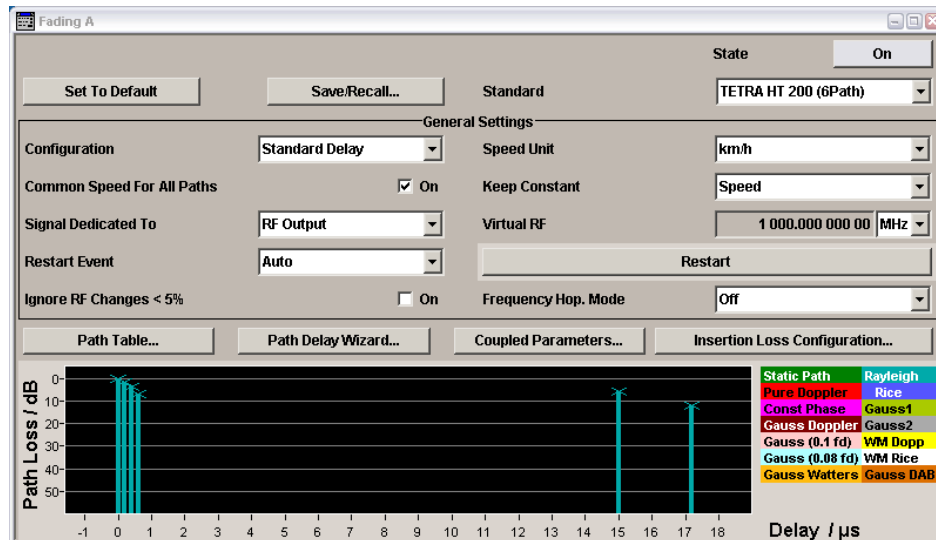 Fading A
State On
Set To Default Save/Recall... Standard TETRA HT 200 (6Path)
General Settings
Configuration Standard Delay Speed Unit km/h
Common Speed For All Paths On Keep Constant Speed
Signal Dedicated To RF Output Virtual RF 1 000.000 000 00 MHz
Restart Event Auto Restart
Ignore RF Changes < 5% On Frequency Hop. Mode Off
Path Table... Path Delay Wizard... Coupled Parameters... Insertion Loss Configuration...
Path Loss / dB
0
10
20
30
40
50
-1 0 1 2 3 4 5 6 7 8 9 10 11 12 13 14 15 16 17 18
Delay / µs
Static Path Rayleigh
Pure Doppler Rice
Const Phase Gauss1
Gauss Doppler Gauss2
Gauss (0.1 fd) WM Dopp
Gauss (0.08 fd) WM Rice
Gauss Watters Gauss DAB